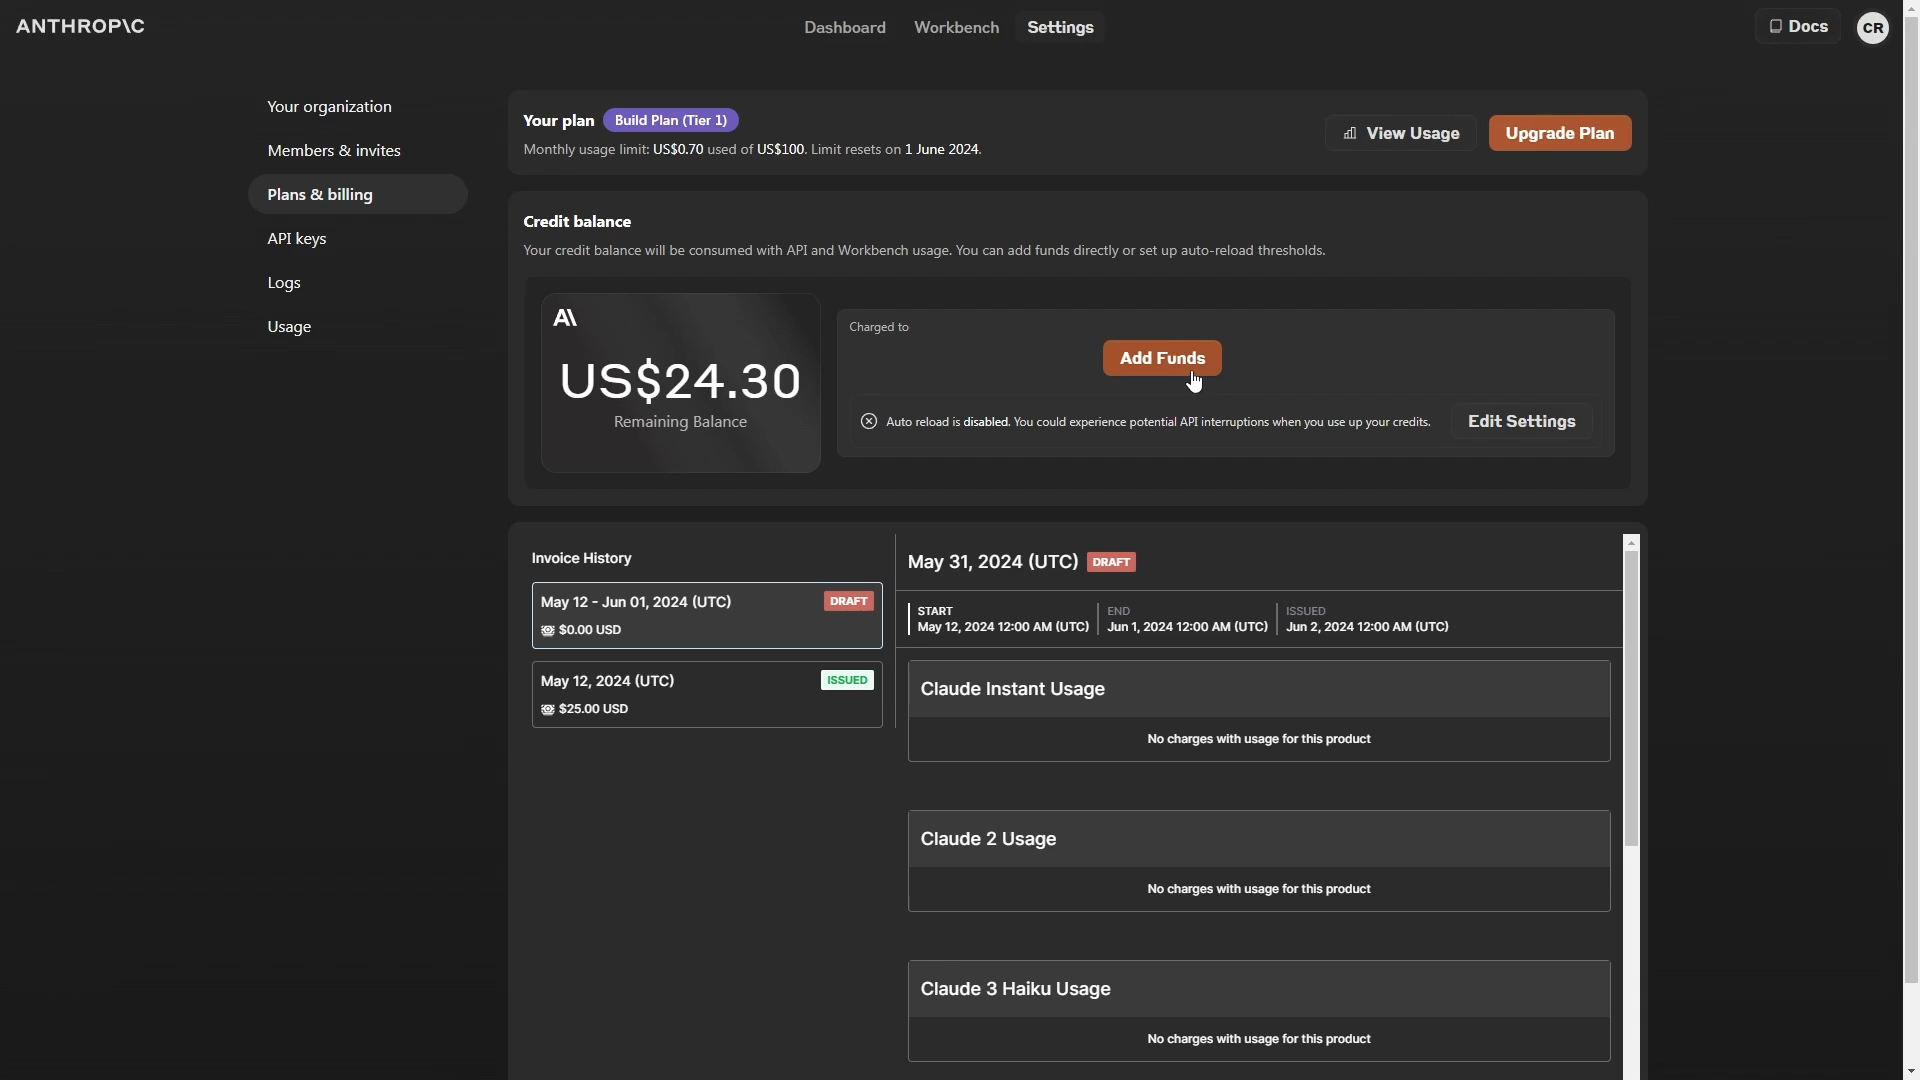 ANTHROP\C
Dashboard
Workbench
Settings
Docs
CR
Your organization
Members & invites
Plans & billing
API keys
Logs
Usage
Your plan
Build Plan (Tier 1)
Monthly usage limit: US$0.70 used of US$100. Limit resets on 1 June 2024.
View Usage
Upgrade Plan
Credit balance
Your credit balance will be consumed with API and Workbench usage. You can add funds directly or set up auto-reload thresholds.
A\
US$24.30
Remaining Balance
Charged to
Add Funds
Auto reload is disabled. You could experience potential API interruptions when you use up your credits.
Edit Settings
Invoice History
May 12 - Jun 01, 2024 (UTC)
DRAFT
$0.00 USD
May 12, 2024 (UTC)
ISSUED
$25.00 USD
May 31, 2024 (UTC)
DRAFT
START
May 12, 2024 12:00 AM (UTC)
END
Jun 1, 2024 12:00 AM (UTC)
ISSUED
Jun 2, 2024 12:00 AM (UTC)
Claude Instant Usage
No charges with usage for this product
Claude 2 Usage
No charges with usage for this product
Claude 3 Haiku Usage
No charges with usage for this product